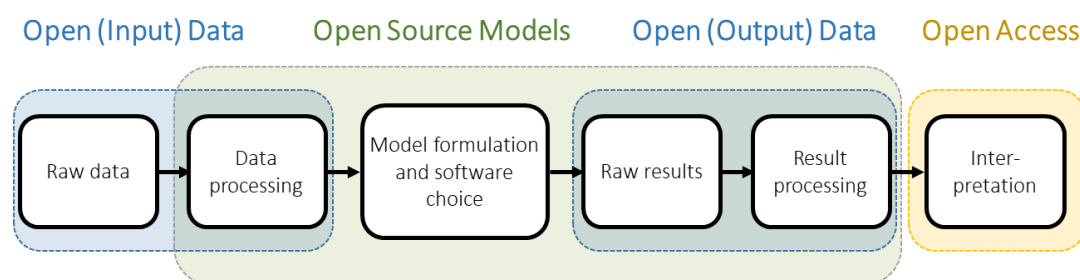 Open (Input) Data
Open Source Models
Open (Output) Data
Open Access
Raw data
Data
processing
Model formulation
and software
choice
Raw results
Result
processing
Inter-
pretation